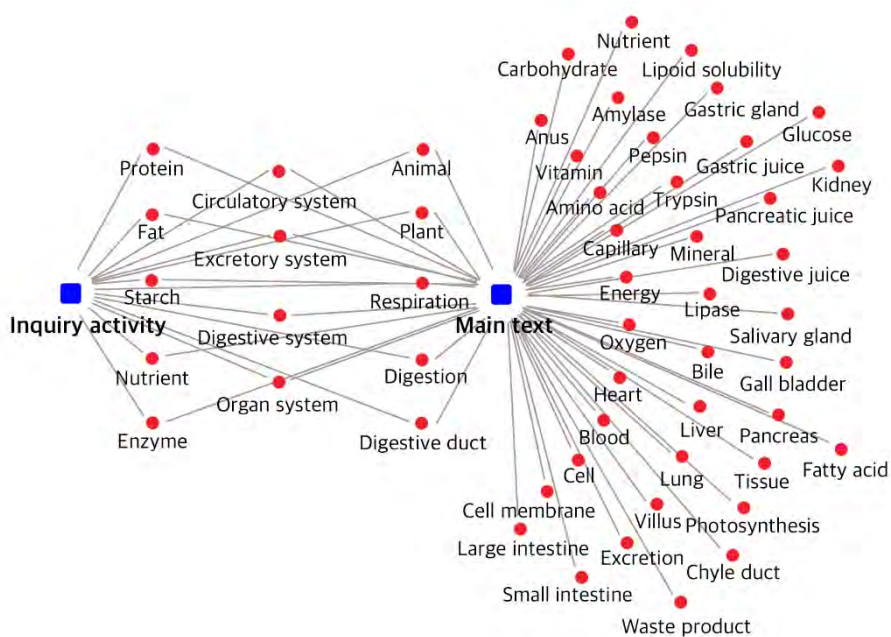 Nutrient
Carbohydrate
Lipoid solubility
Amylase
Gastric gland
Anus
Glucose
Protein
Animal
Vitamin
Pepsin
Gastric juice
Circulatory system
Amino acid
Trypsin
Kidney
Pancreatic juice
Fat
Plant
Capillary
Mineral
Excretory system
Digestive juice
Starch
Respiration
Energy
Lipase
Inquiry activity
Main text
Digestive system
Oxygen
Salivary gland
Nutrient
Digestion
Bile
Gall bladder
Organ system
Heart
Enzyme
Digestive duct
Blood
Liver
Pancreas
Cell
Lung
Tissue
Fatty acid
Cell membrane
Villus
Photosynthesis
Large intestine
Excretion
Chyle duct
Small intestine
Waste product